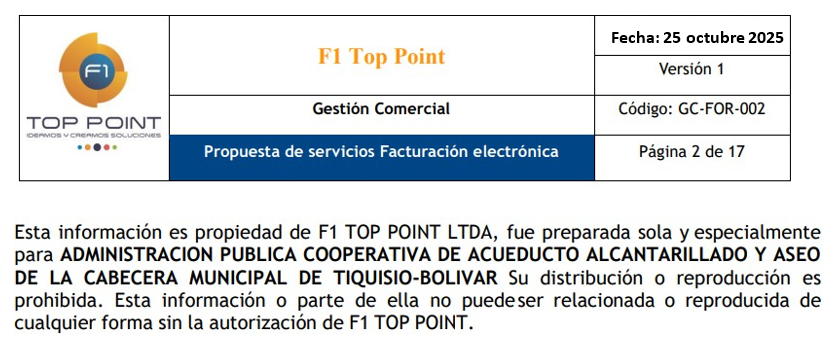 F1
TOP POINT
IDEAMOS Y CREAMOS SOLUCIONES
F1 Top Point
Fecha: 25 octubre 2025
Versión 1
Gestión Comercial
Código: GC-FOR-002
Propuesta de servicios Facturación electrónica
Página 2 de 17
Esta información es propiedad de F1 TOP POINT LTDA, fue preparada sola y especialmente
para ADMINISTRACION PUBLICA COOPERATIVA DE ACUEDUCTO ALCANTARILLADO Y ASEO
DE LA CABECERA MUNICIPAL DE TIQUISIO-BOLIVAR Su distribución o reproducción es
prohibida. Esta información o parte de ella no puedeser relacionada o reproducida de
cualquier forma sin la autorización de F1 TOP POINT.